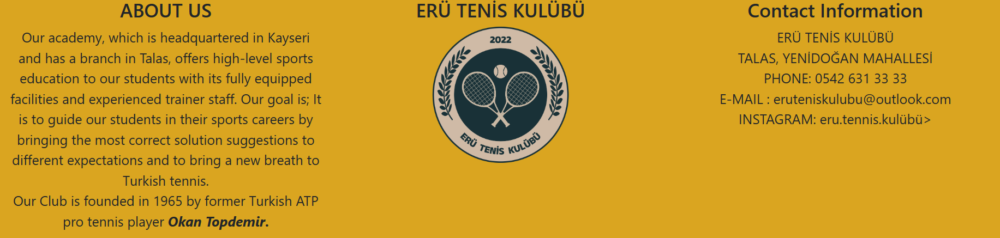 ABOUT US
Our academy, which is headquartered in Kayseri
and has a branch in Talas, offers high-level sports
education to our students with its fully equipped
facilities and experienced trainer staff. Our goal is; It
is to guide our students in their sports careers by
bringing the most correct solution suggestions to
different expectations and to bring a new breath to
Turkish tennis.
Our Club is founded in 1965 by former Turkish ATP
pro tennis player Okan Topdemir.
ERÜ TENİS KULÜBÜ
2022
ERÜ TENİS KULÜBÜ
Contact Information
ERÜ TENİS KULÜBÜ
TALAS, YENİDOĞAN MAHALLESİ
PHONE: 0542 631 33 33
E-MAIL : eruteniskulubu@outlook.com
INSTAGRAM: eru.tennis.kulübü>